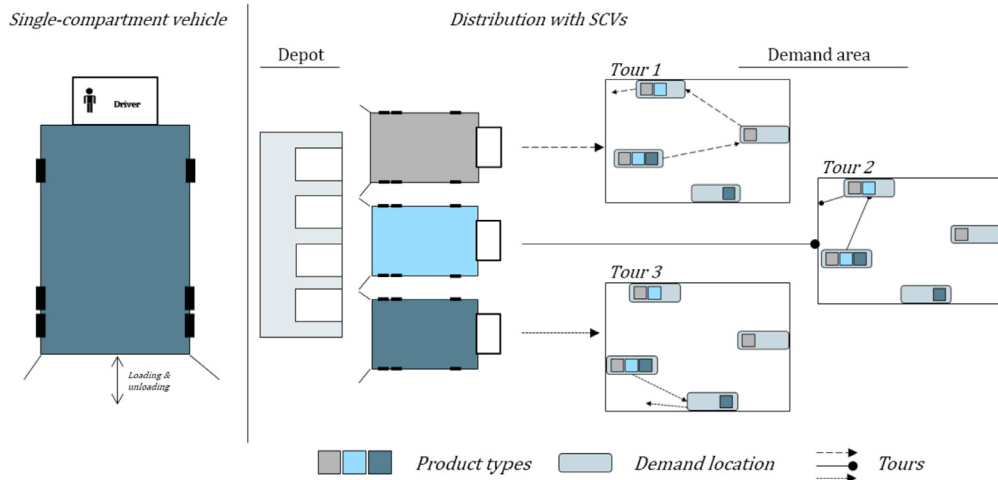 Single-compartment vehicle
Distribution with SCVs
Depot
Demand area
Driver
Tour 1
Tour 2
Tour 3
Loading &
unloading
Product types
Demand location
Tours